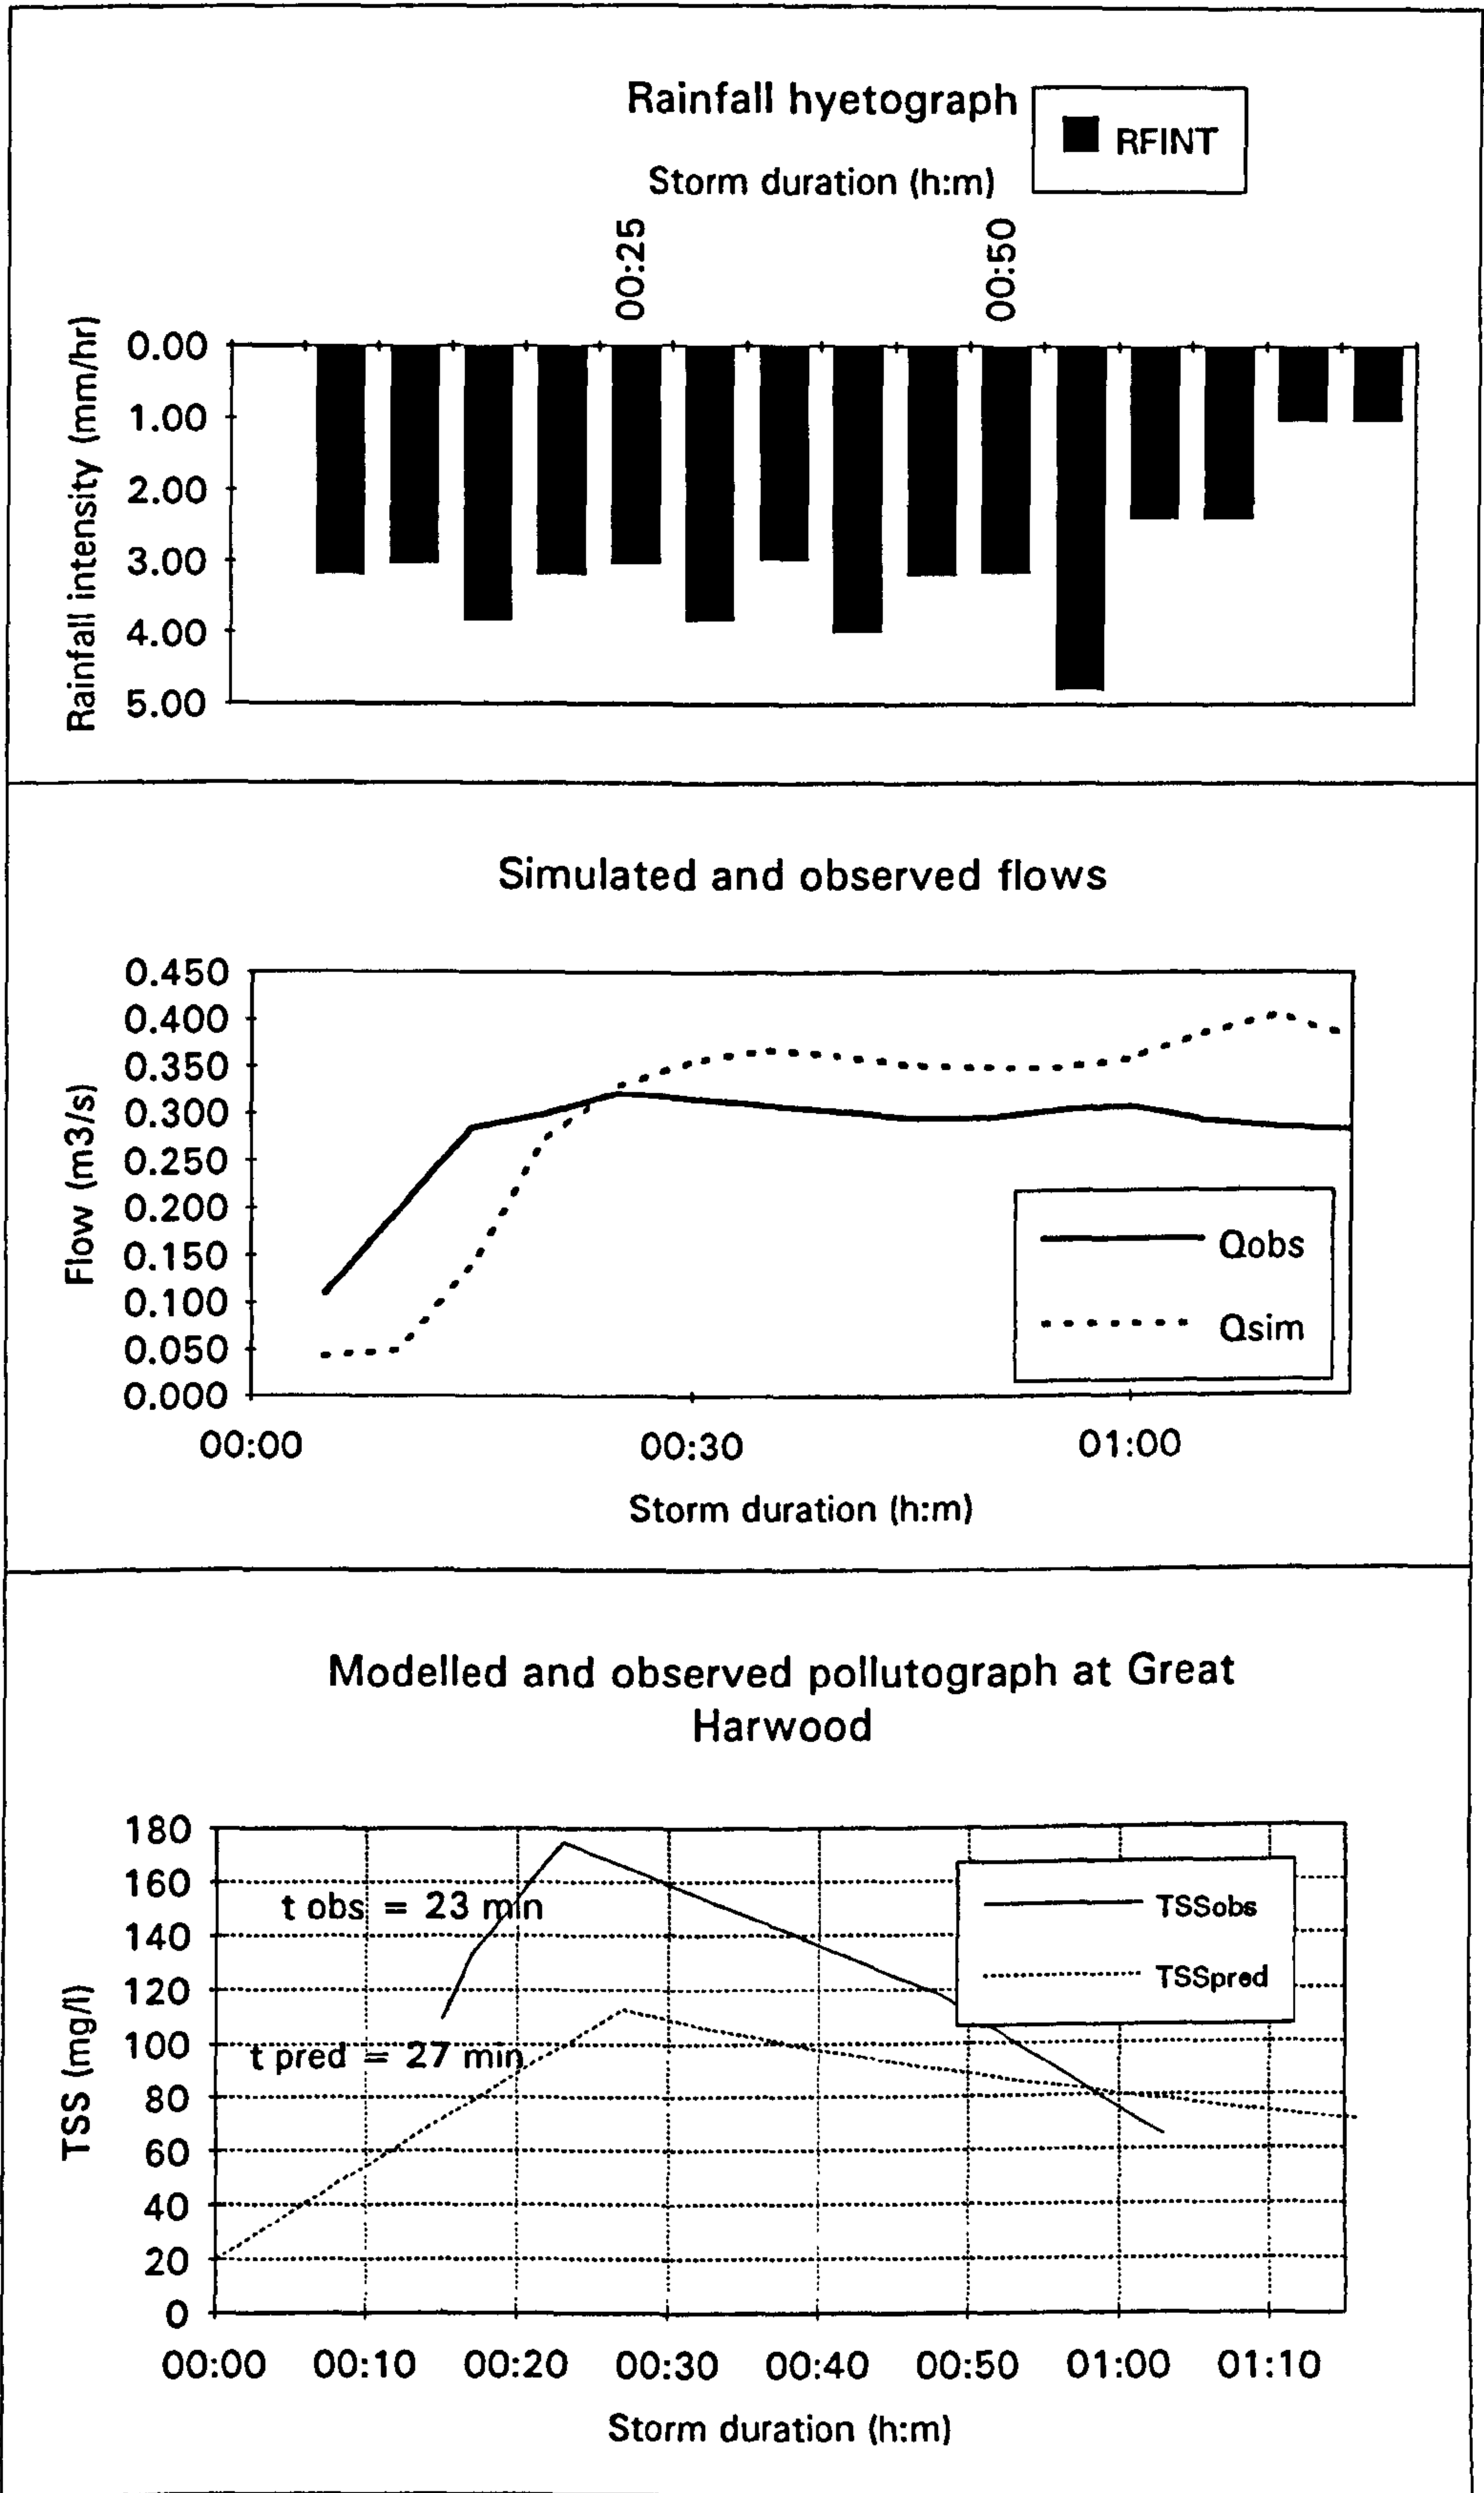 Rainfall hyetograph
RFINT
Storm duration (h:m)
00:25
00:50
Rainfall intensity (mm/hr)
0.00
1.00
2.00
3.00
4.00
5.00
Simulated and observed flows
Flow (m3/s)
0.450
0.400
0.350
0.300
0.250
0.200
0.150
0.100
0.050
0.000
Qobs
Qsim
00:00 00:30 01:00
Storm duration (h:m)
Modelled and observed pollutograph at Great
Harwood
TSS (mg/l)
180
160
140
120
100
80
60
40
20
0
t obs = 23 min
t pred = 27 min
TSSobs
TSSpred
00:00 00:10 00:20 00:30 00:40 00:50 01:00 01:10
Storm duration (h:m)